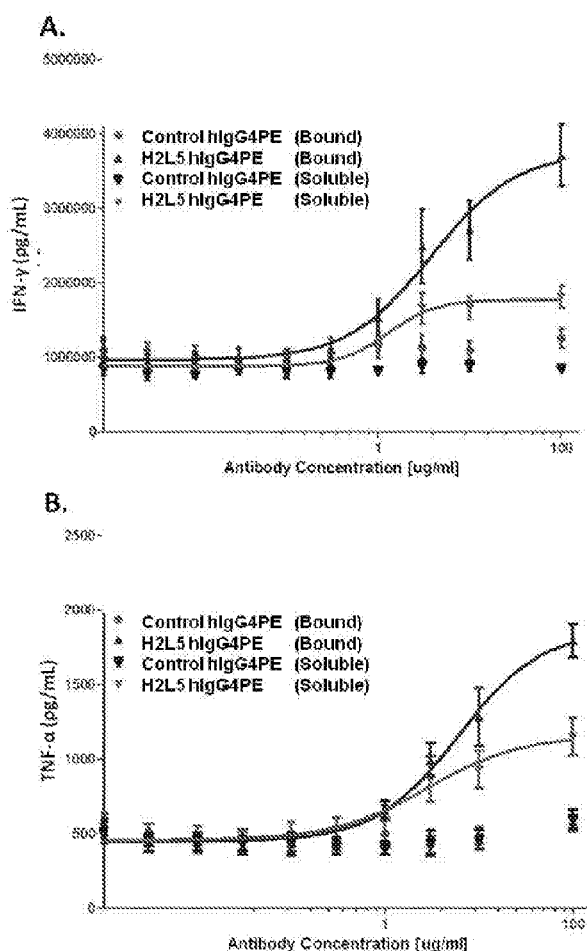 A.
5000000
4000000
3000000
2000000
1000000
0
IFN-γ (pg/mL)
Control hIgG4PE (Bound)
H2L5 hIgG4PE (Bound)
Control hIgG4PE (Soluble)
H2L5 hIgG4PE (Soluble)
1
100
Antibody Concentration [ug/ml]
B.
2500
2000
1500
1000
500
0
TNF-α (pg/mL)
Control hIgG4PE (Bound)
H2L5 hIgG4PE (Bound)
Control hIgG4PE (Soluble)
H2L5 hIgG4PE (Soluble)
1
100
Antibody Concentration [ug/ml]